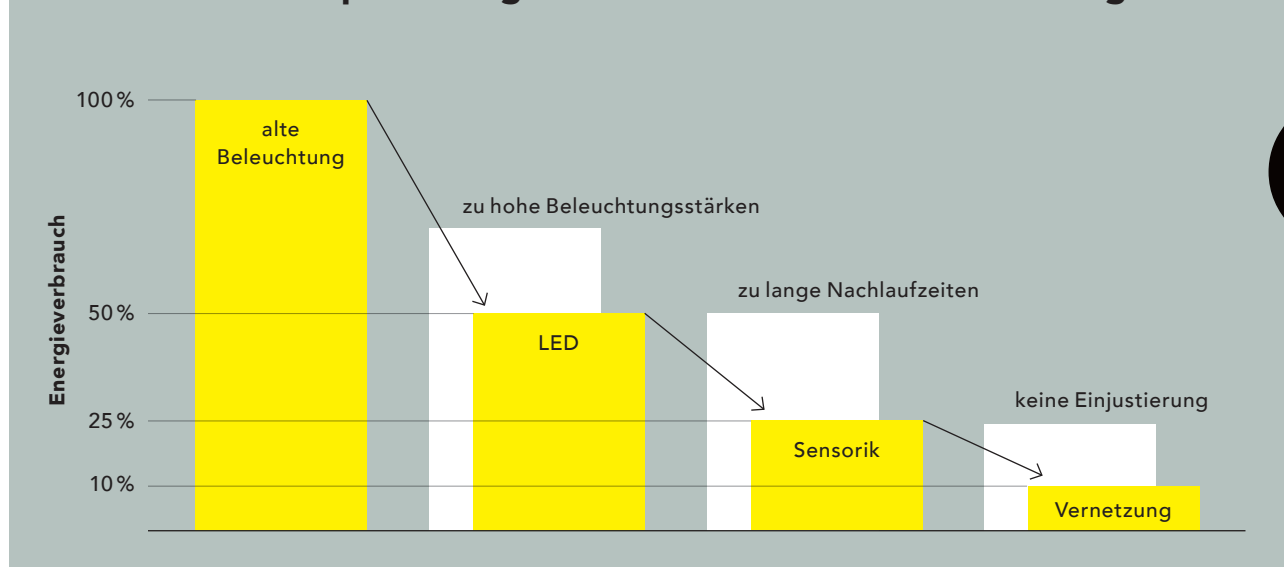 100 %
alte
Beleuchtung
zu hohe Beleuchtungsstärken
zu lange Nachlaufzeiten
50 %
LED
keine Einjustierung
25 %
Sensorik
10 %
Vernetzung
Energieverbrauch